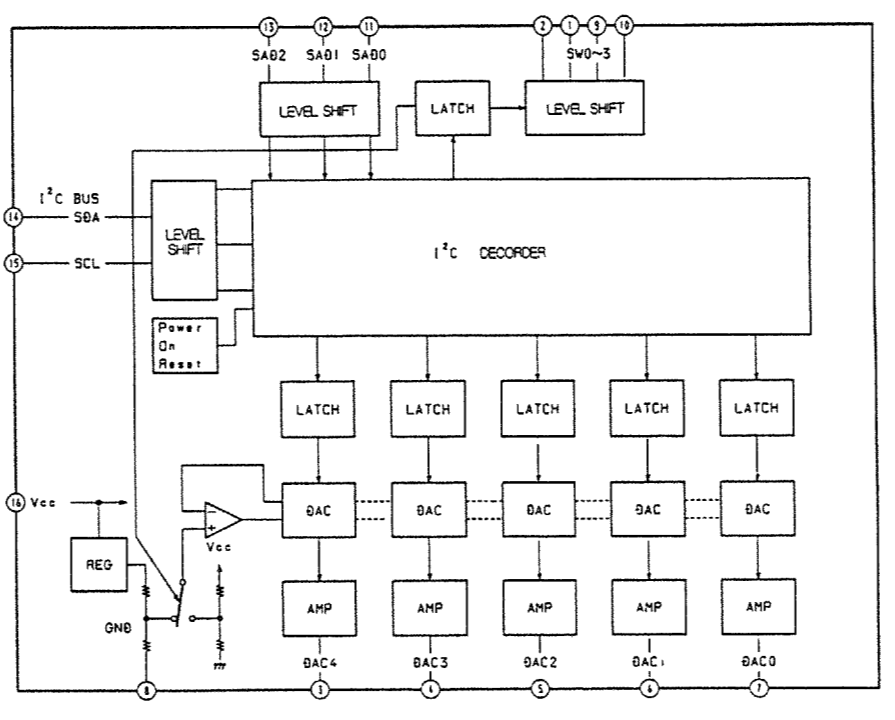 13 12 11 2 1 9 10
SAD2 SAD1 SAD0 SW0~3
LEVEL SHIFT LATCH LEVEL SHIFT
I²C BUS
14 SDA
LEVEL SHIFT
15 SCL
I²C DECORDER
Power
On
Reset
LATCH LATCH LATCH LATCH LATCH
16 Vcc
DAC DAC DAC DAC DAC
−
+
Vcc
REG
GND
AMP AMP AMP AMP AMP
DAC4 DAC3 DAC2 DAC1 DAC0
8 3 4 5 6 7